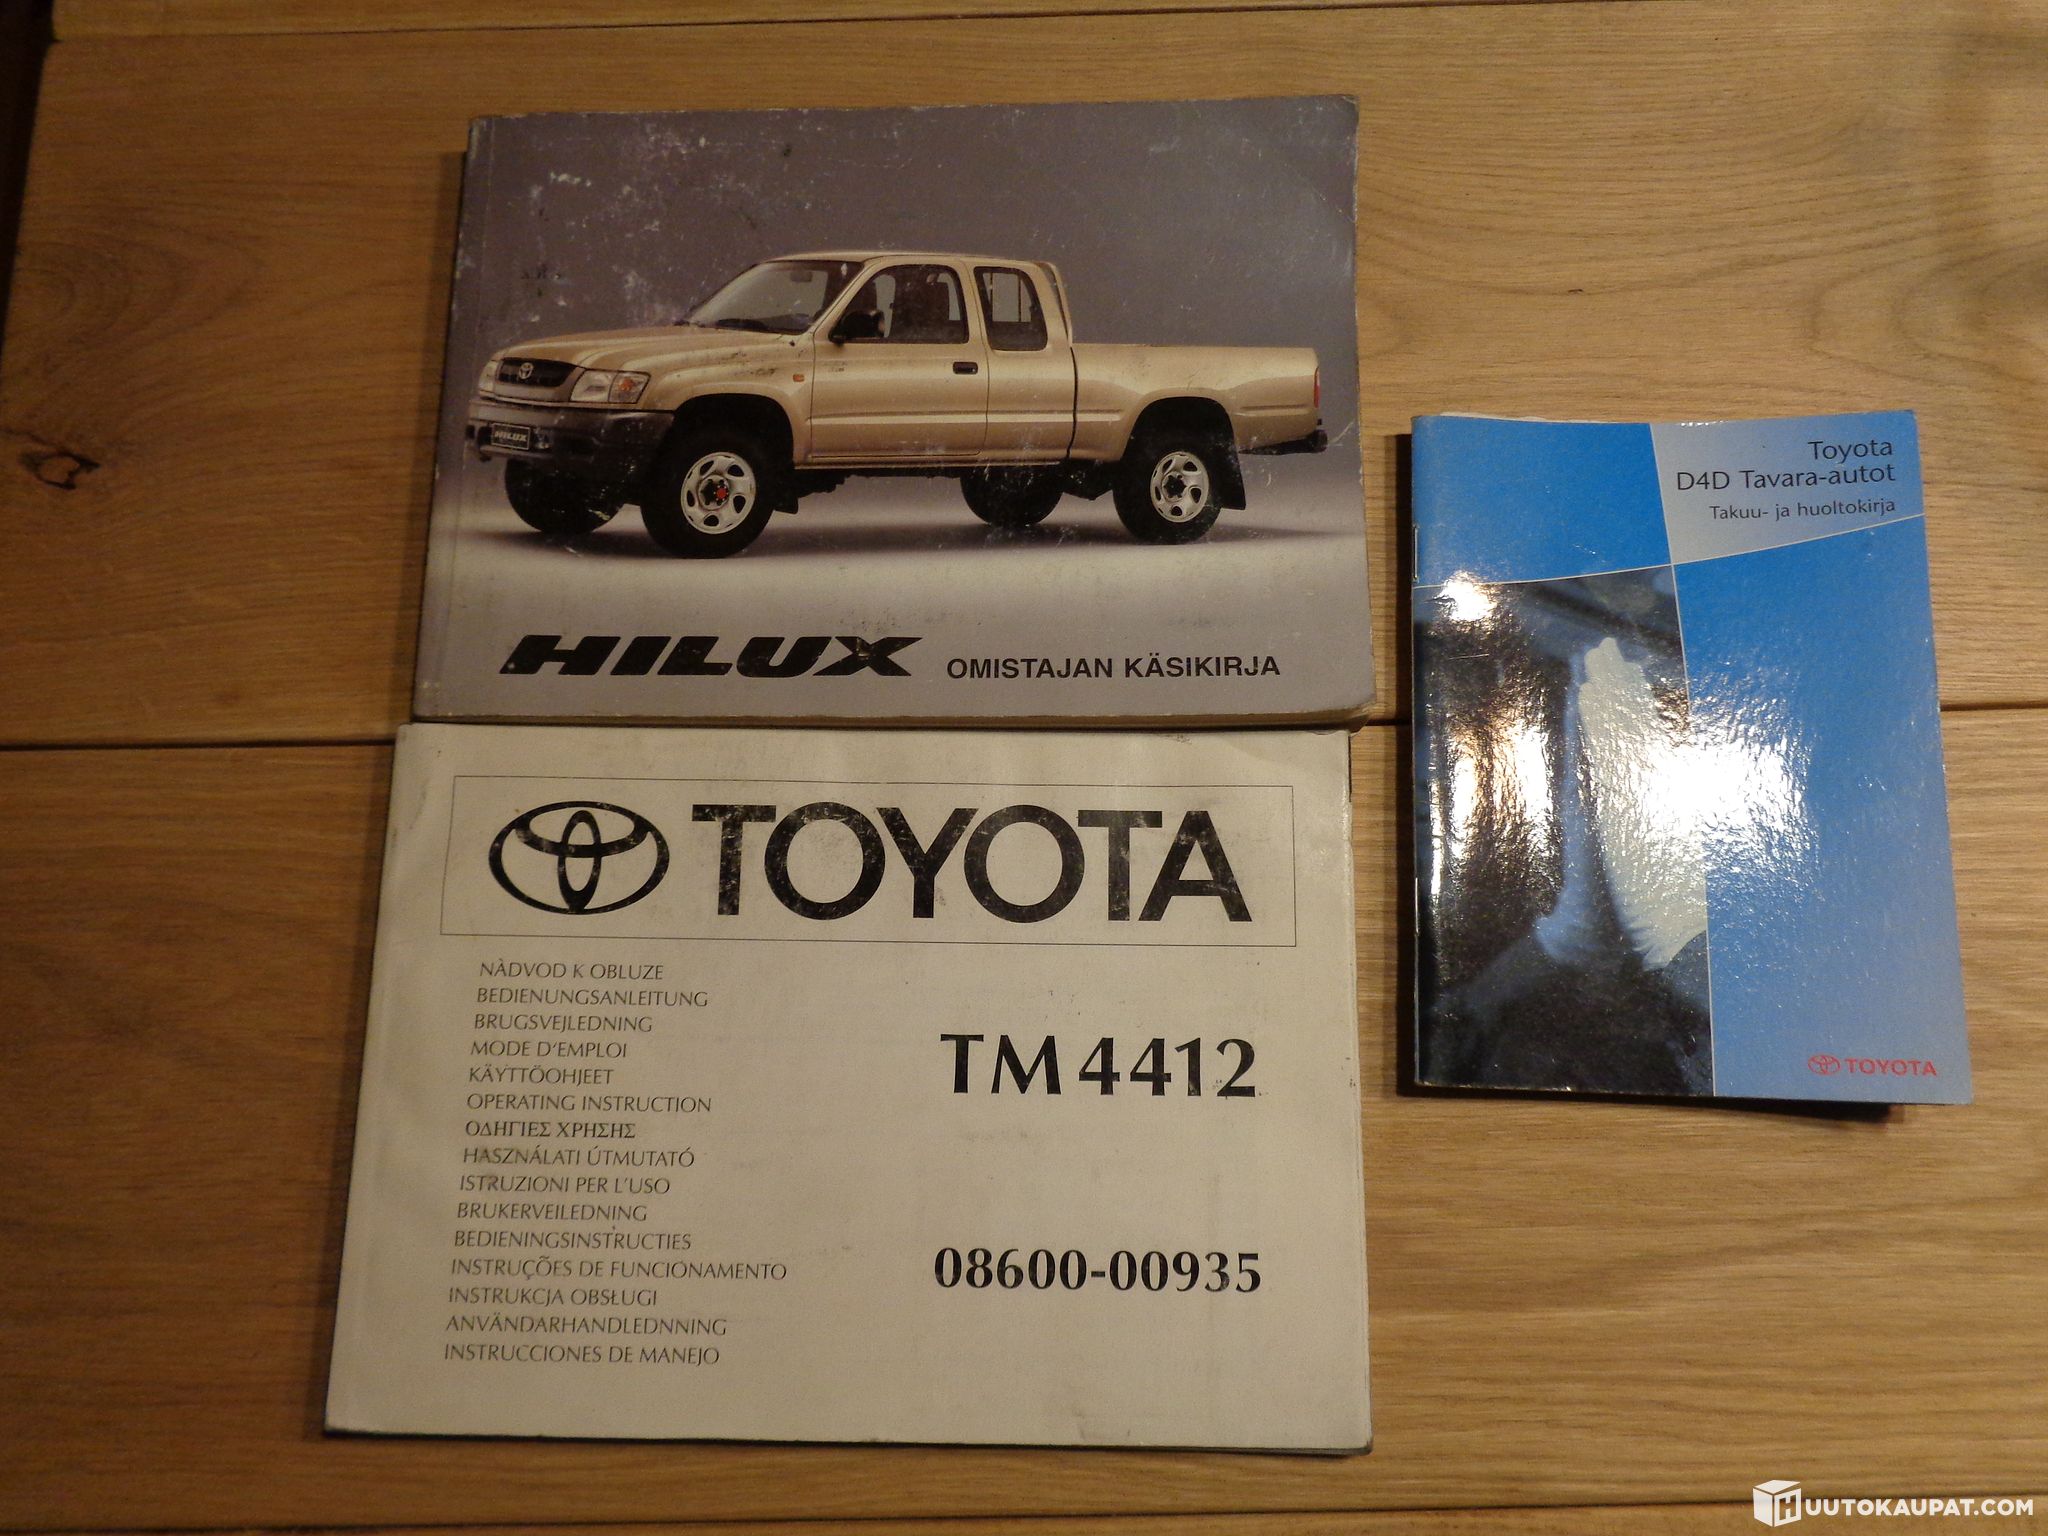 HILUX
HILUX OMISTAJAN KÄSIKIRJA
TOYOTA
NÀDVOD K OBLUZE
BEDIENUNGSANLEITUNG
BRUGSVEJLEDNING
MODE D'EMPLOI
KÄYTTÖOHJEET
OPERATING INSTRUCTION
ΟΔΗΓΙΕΣ ΧΡΗΣΗΣ
HASZNÁLATI ÚTMUTATÓ
ISTRUZIONI PER L'USO
BRUKERVEILEDNING
BEDIENINGSINSTRUCTIES
INSTRUÇÕES DE FUNCIONAMENTO
INSTRUKCJA OBSŁUGI
ANVÄNDARHANDLEDNNING
INSTRUCCIONES DE MANEJO
TM 4412
08600-00935
Toyota
D4D Tavara-autot
Takuu- ja huoltokirja
TOYOTA
HUUTOKAUPAT.COM